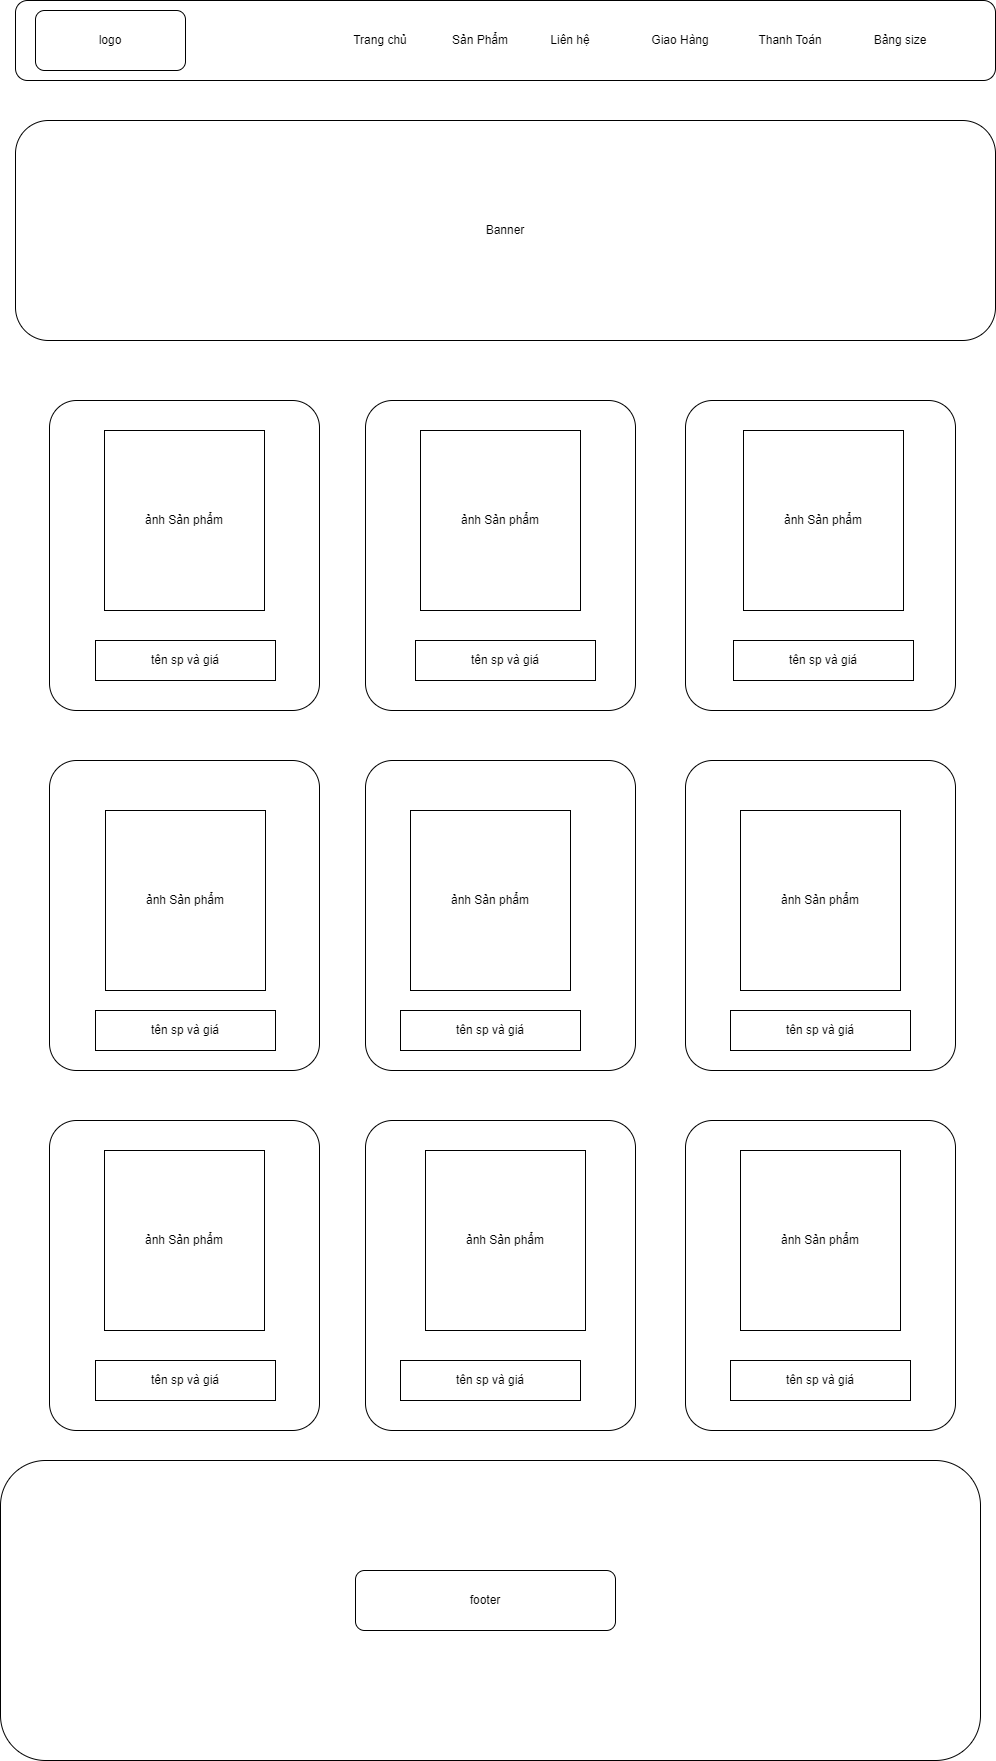 logo
Trang chủ
Sản Phẩm
Liên hệ
Giao Hàng
Thanh Toán
Bảng size
Banner
ảnh Sản phẩm
ảnh Sản phẩm
ảnh Sản phẩm
tên sp và giá
tên sp và giá
tên sp và giá
ảnh Sản phẩm
ảnh Sản phẩm
ảnh Sản phẩm
tên sp và giá
tên sp và giá
tên sp và giá
ảnh Sản phẩm
ảnh Sản phẩm
ảnh Sản phẩm
tên sp và giá
tên sp và giá
tên sp và giá
footer